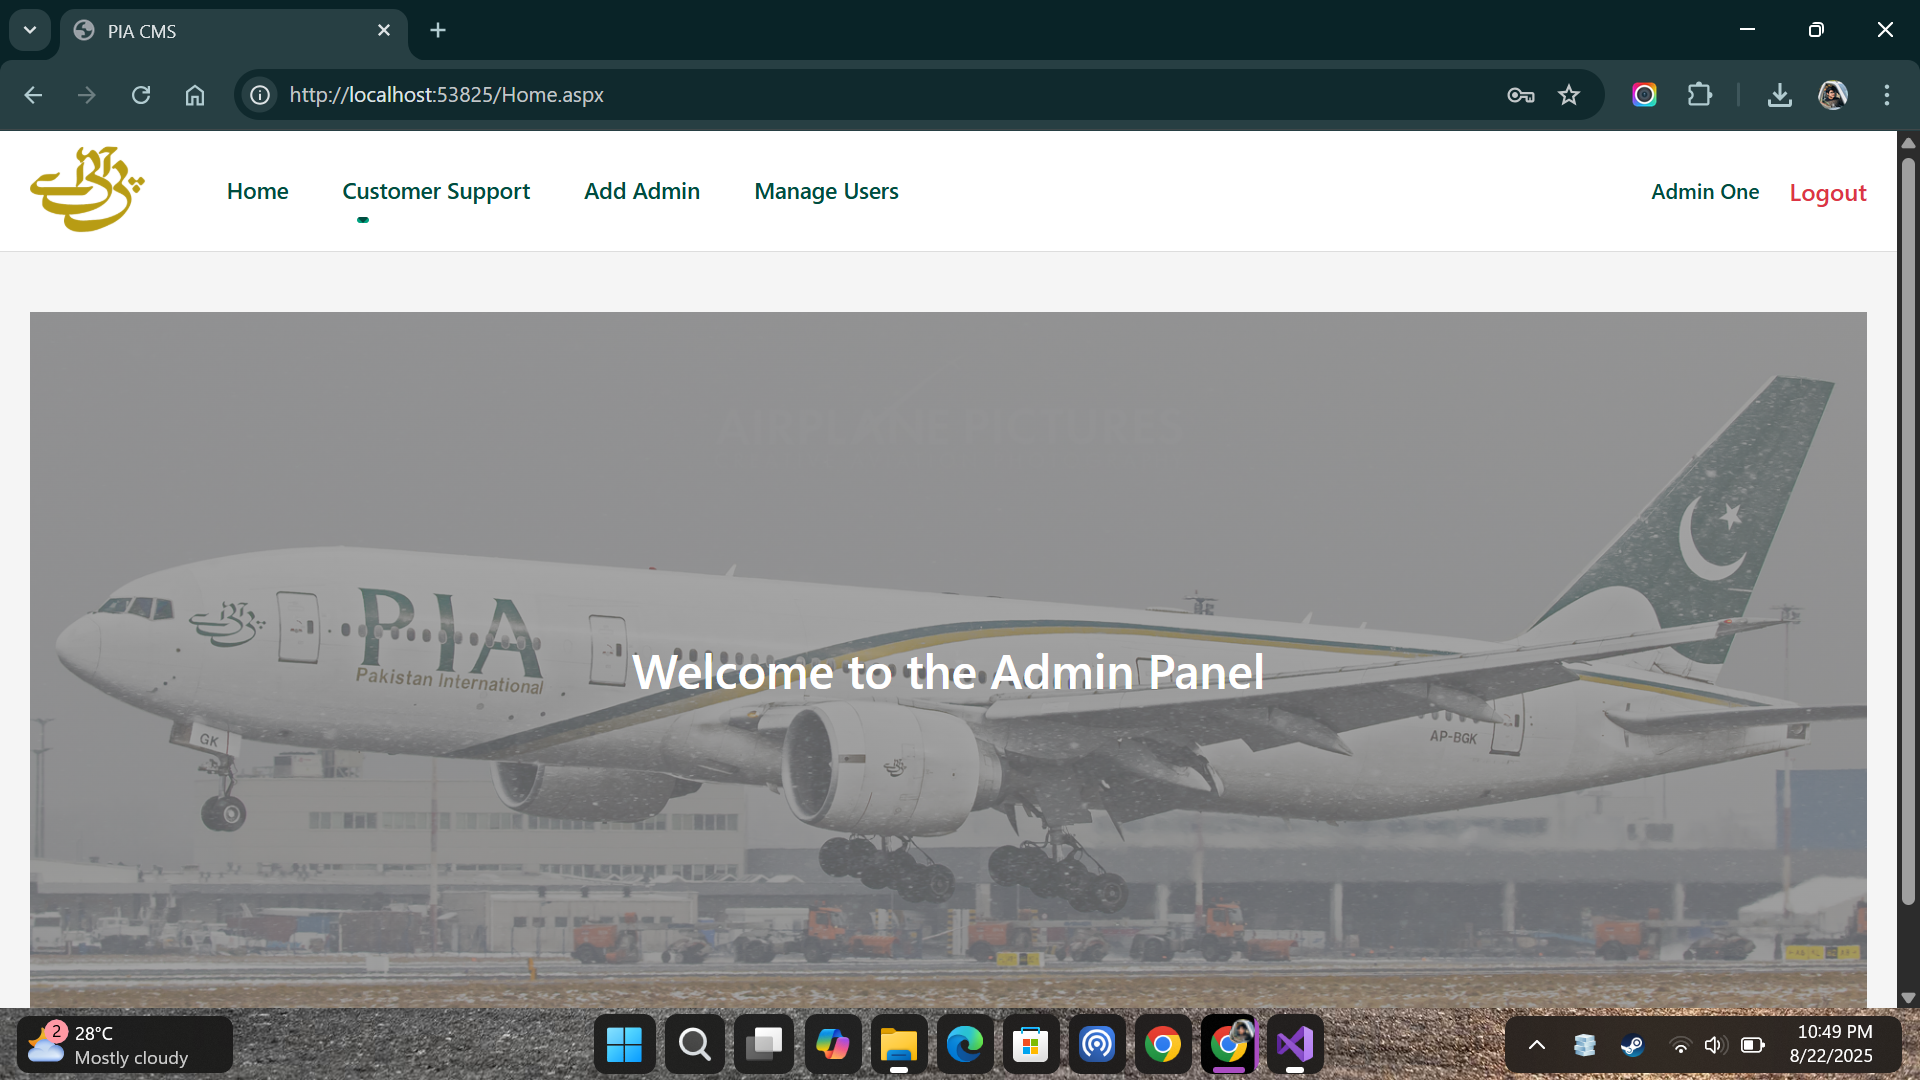 PIA CMS
http://localhost:53825/Home.aspx
Home
Customer Support
Add Admin
Manage Users
Admin One
Logout
AIRPLANE PICTURES
PIA
Pakistan International
Welcome to the Admin Panel
GK
AP-BGK
2
28°C
Mostly cloudy
10:49 PM
8/22/2025